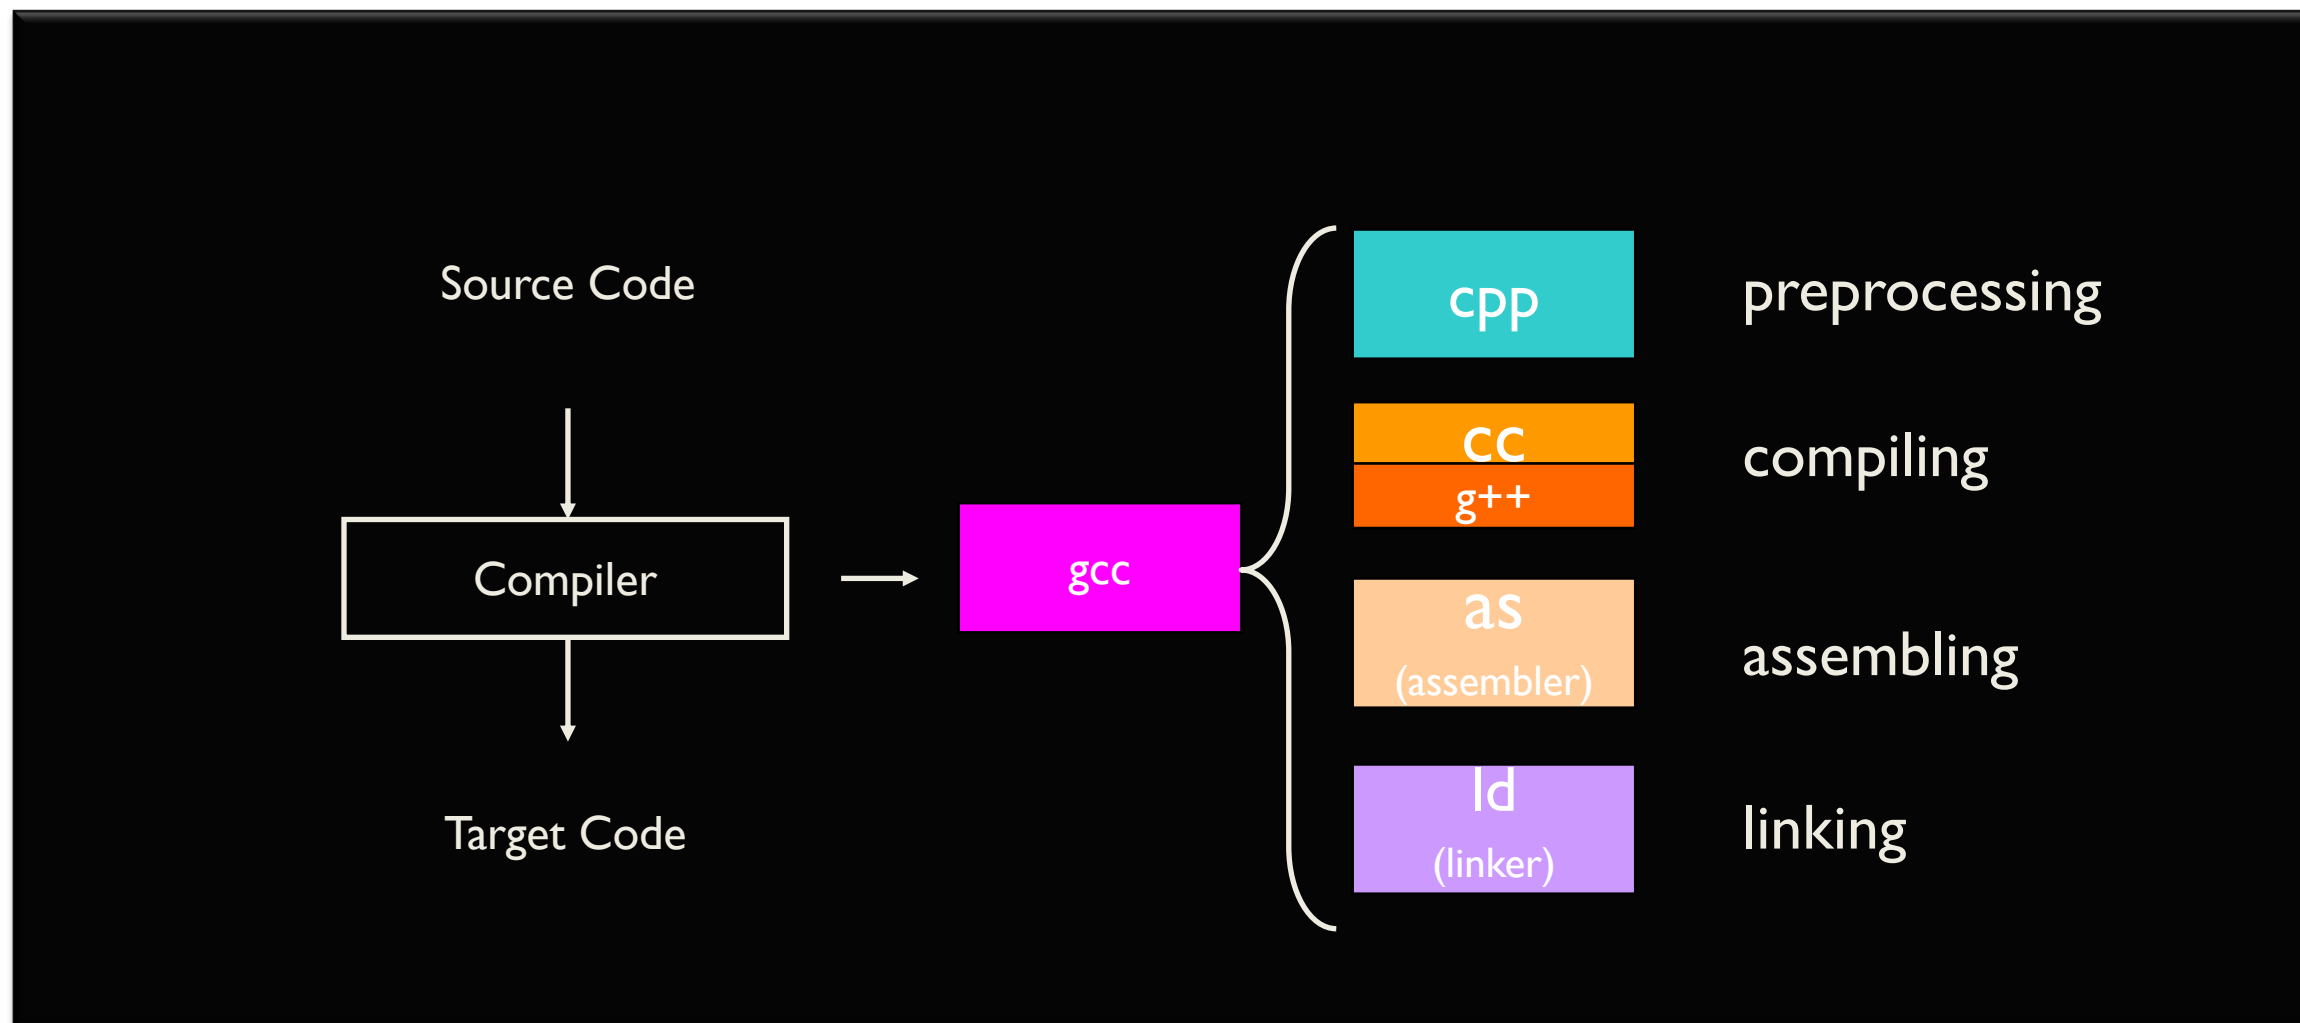 Source Code
Compiler
Target Code
gcc
cpp
preprocessing
cc
g++
compiling
as
(assembler)
assembling
ld
(linker)
linking